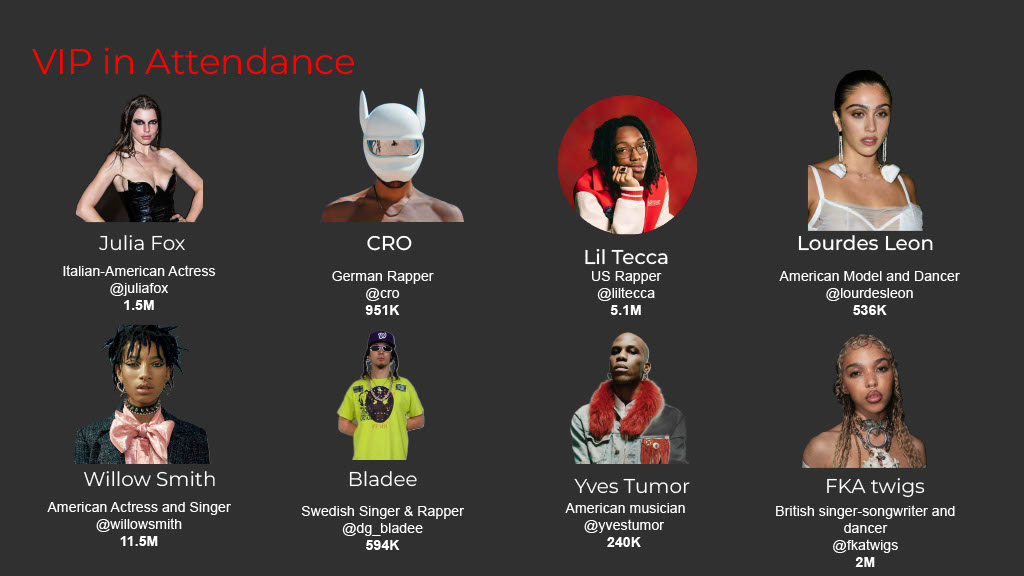 VIP in Attendance
Julia Fox
Italian-American Actress
@juliafox
1.5M
CRO
German Rapper
@cro
951K
Lil Tecca
US Rapper
@liltecca
5.1M
Lourdes Leon
American Model and Dancer
@lourdesleon
536K
Willow Smith
American Actress and Singer
@willowsmith
11.5M
Bladee
Swedish Singer & Rapper
@dg_bladee
594K
Yves Tumor
American musician
@yvestumor
240K
FKA twigs
British singer-songwriter and
dancer
@fkatwigs
2M